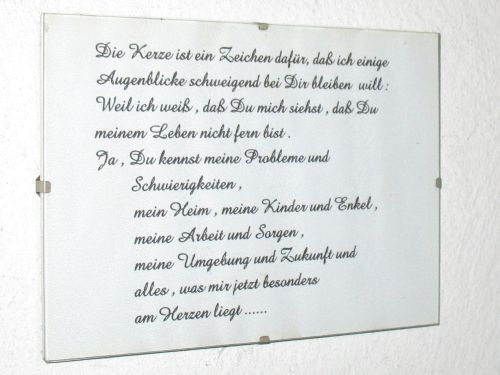 Die Kerze ist ein Zeichen dafür, daß ich einige
Augenblicke schweigend bei Dir bleiben will :
Weil ich weiß , daß Du mich siehst , daß Du
meinem Leben nicht fern bist .
Ja , Du kennst meine Probleme und
Schwierigkeiten ,
mein Heim , meine Kinder und Enkel ,
meine Arbeit und Sorgen ,
meine Umgebung und Zukunft und
alles , was mir jetzt besonders
am Herzen liegt ......